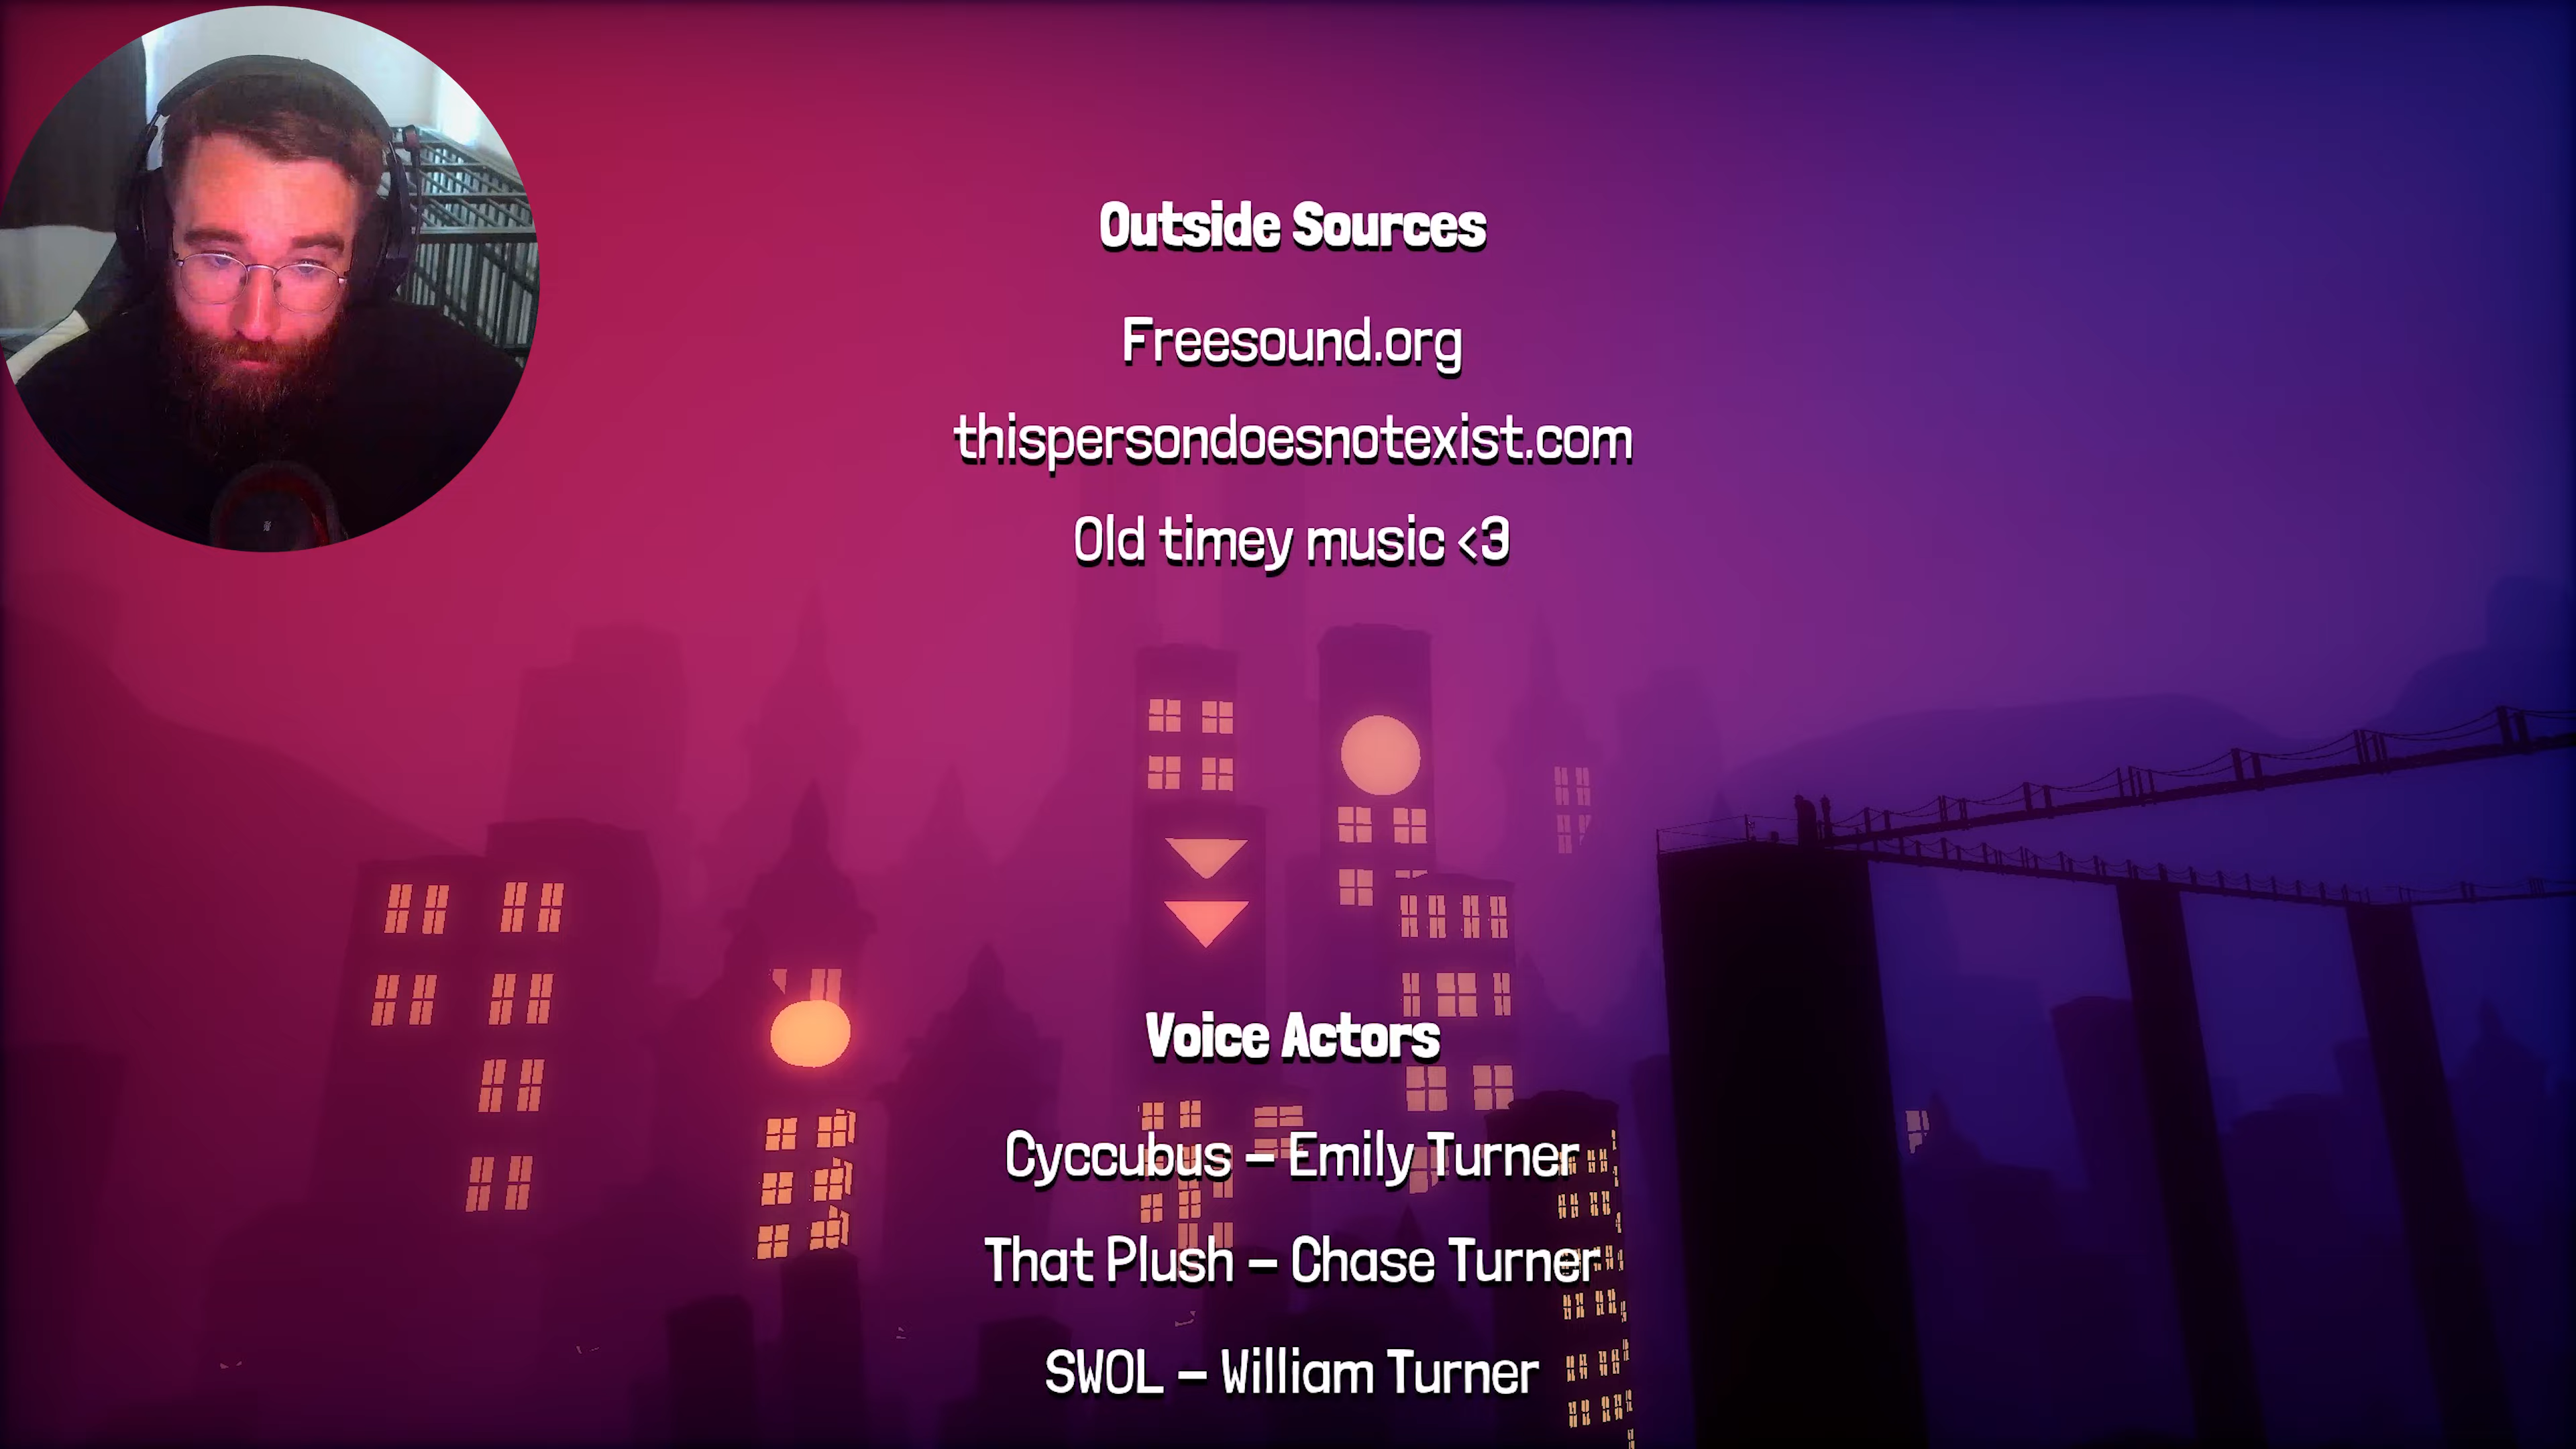 Outside Sources
Freesound.org
thispersondoesnotexist.com
Old timey music <3
Voice Actors
Cyccubus – Emily Turner
That Plush – Chase Turner
SWOL – William Turner